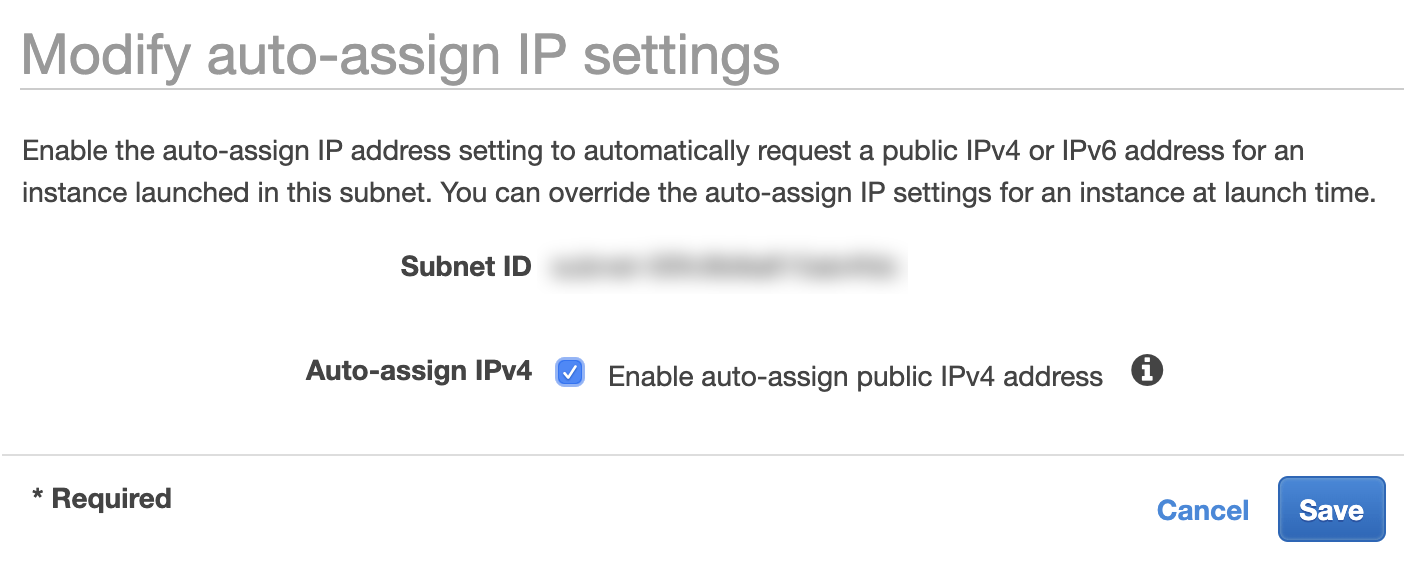 Modify auto-assign IP settings
Enable the auto-assign IP address setting to automatically request a public IPv4 or IPv6 address for an
instance launched in this subnet. You can override the auto-assign IP settings for an instance at launch time.
Subnet ID
Auto-assign IPv4 Enable auto-assign public IPv4 address
* Required
Cancel Save